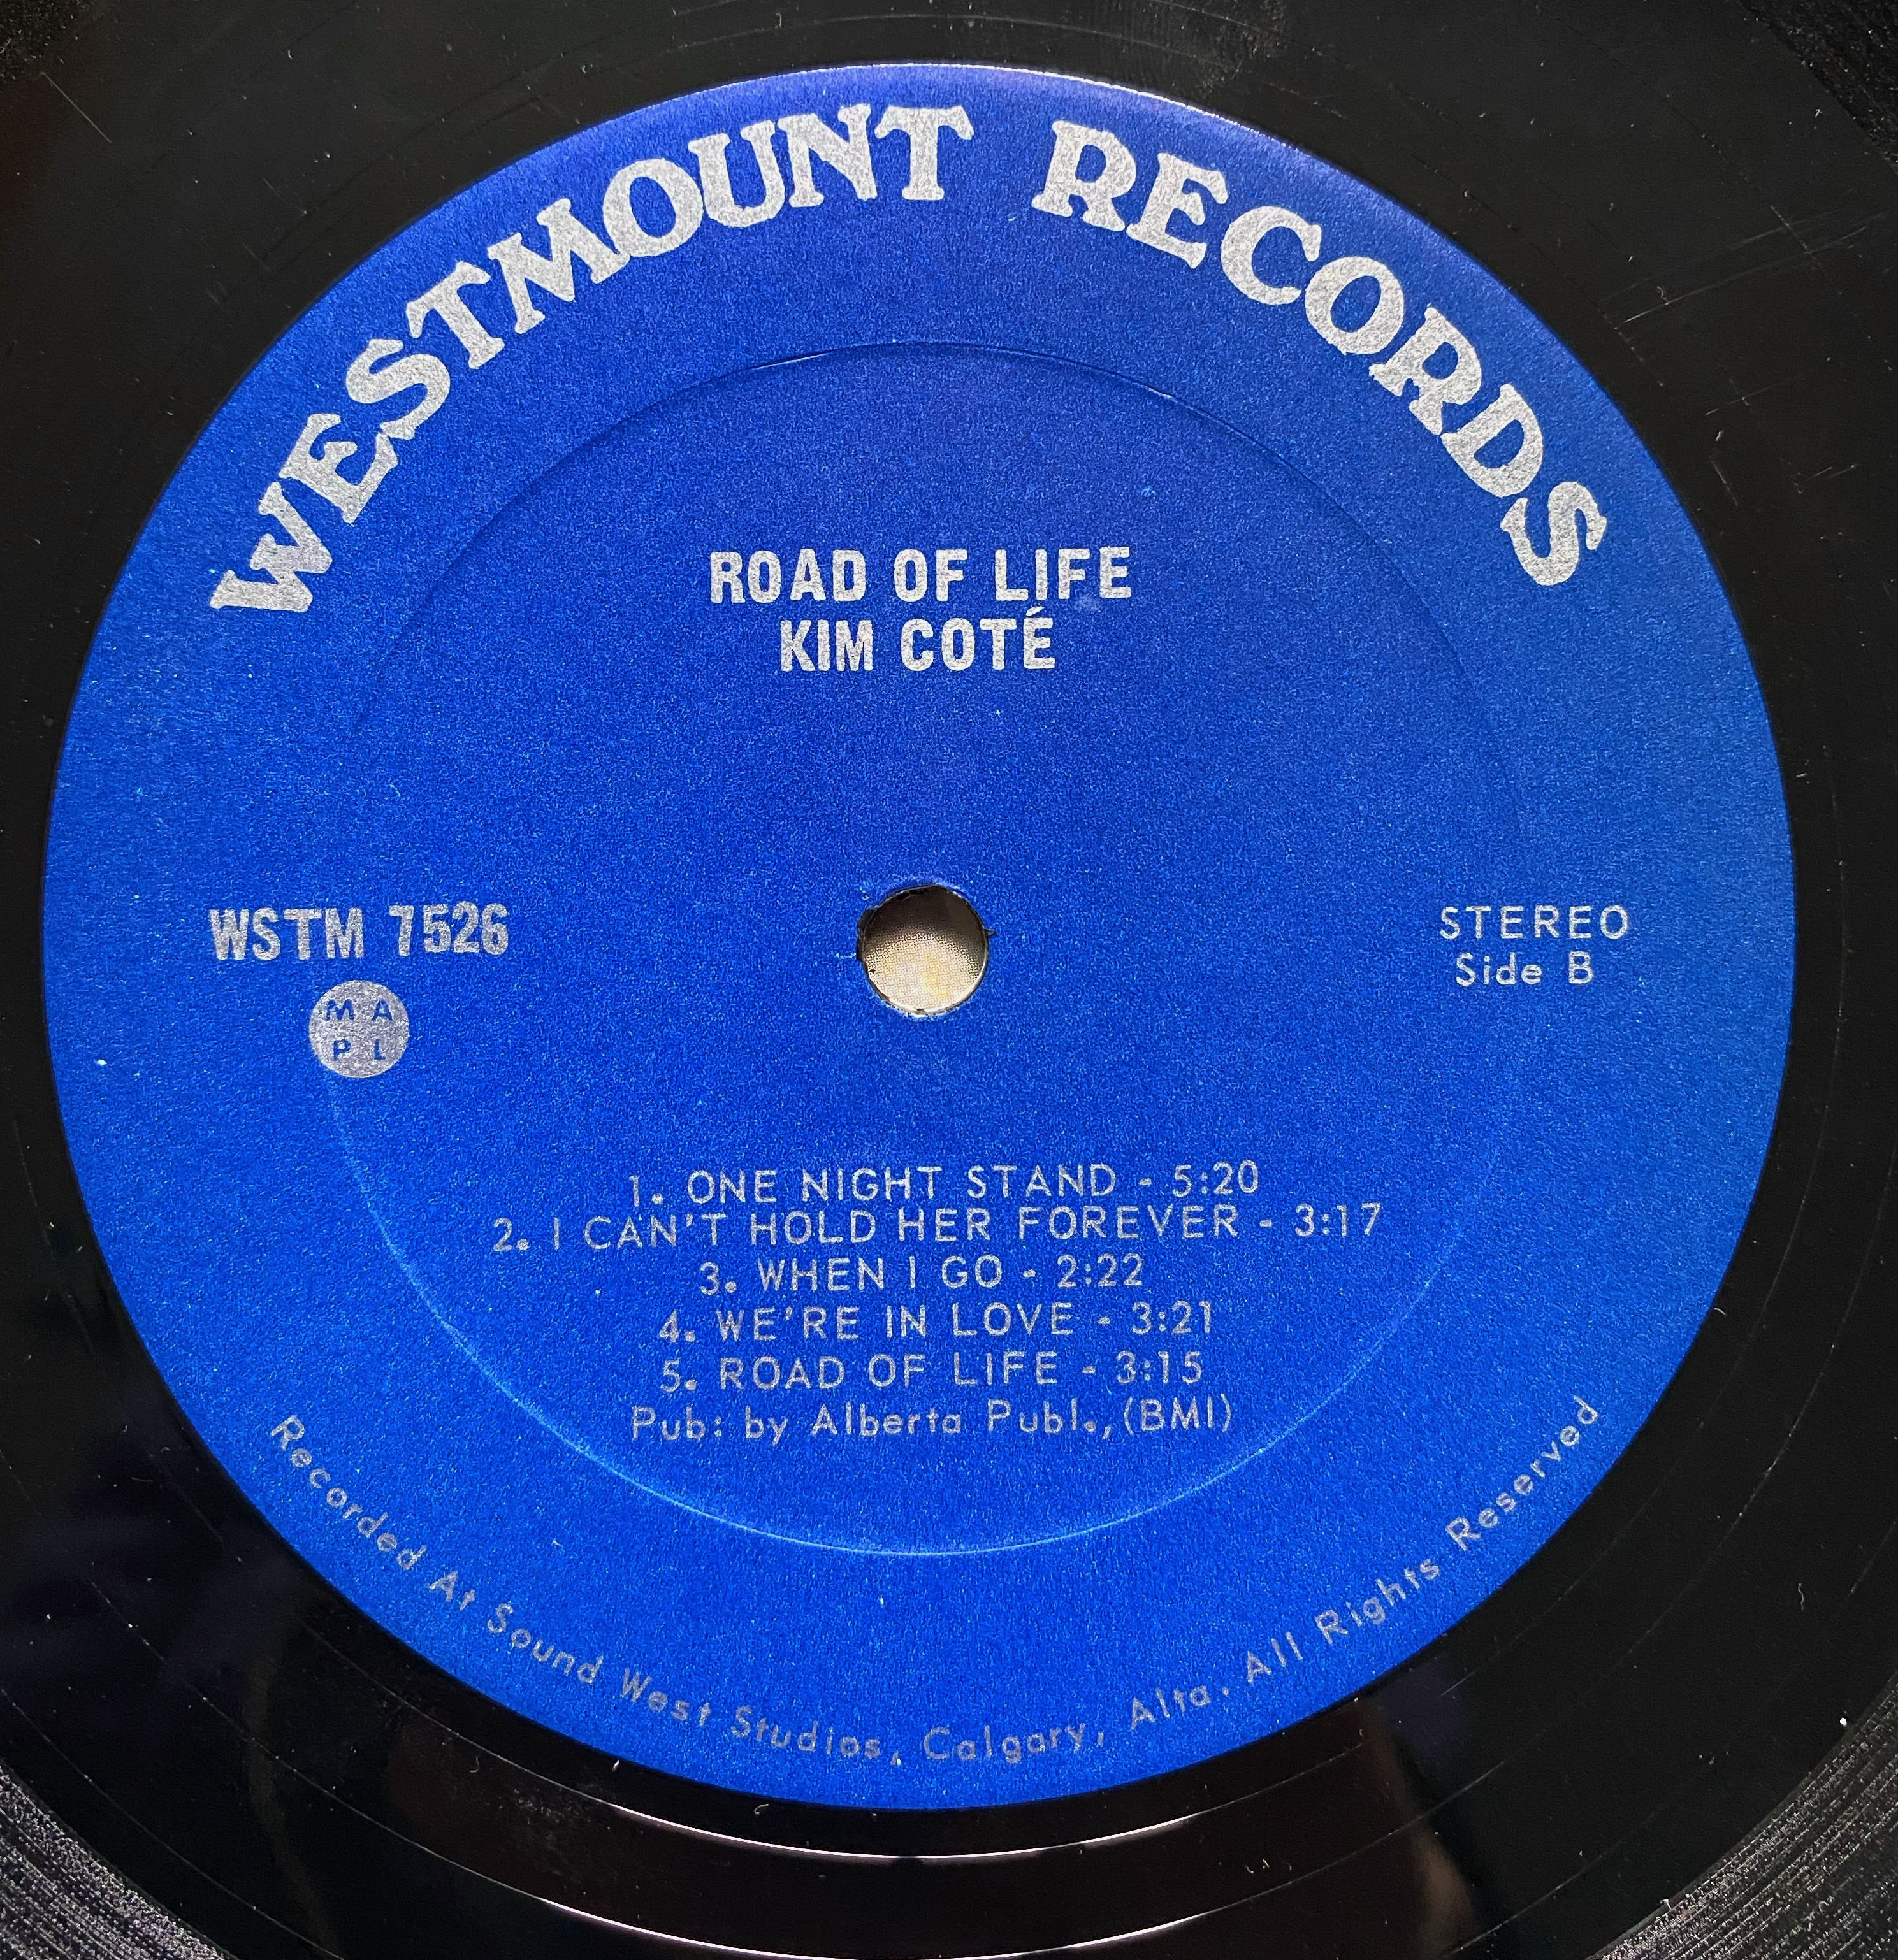 WESTMOUNT RECORDS
ROAD OF LIFE
KIM COTÉ
WSTM 7526
M A
P L
STEREO
Side B
1. ONE NIGHT STAND - 5:20
2. I CAN'T HOLD HER FOREVER - 3:17
3. WHEN I GO - 2:22
4. WE'RE IN LOVE - 3:21
5. ROAD OF LIFE - 3:15
Pub: by Alberta Publ., (BMI)
Recorded At Sound West Studios, Calgary, Alta. All Rights Reserved